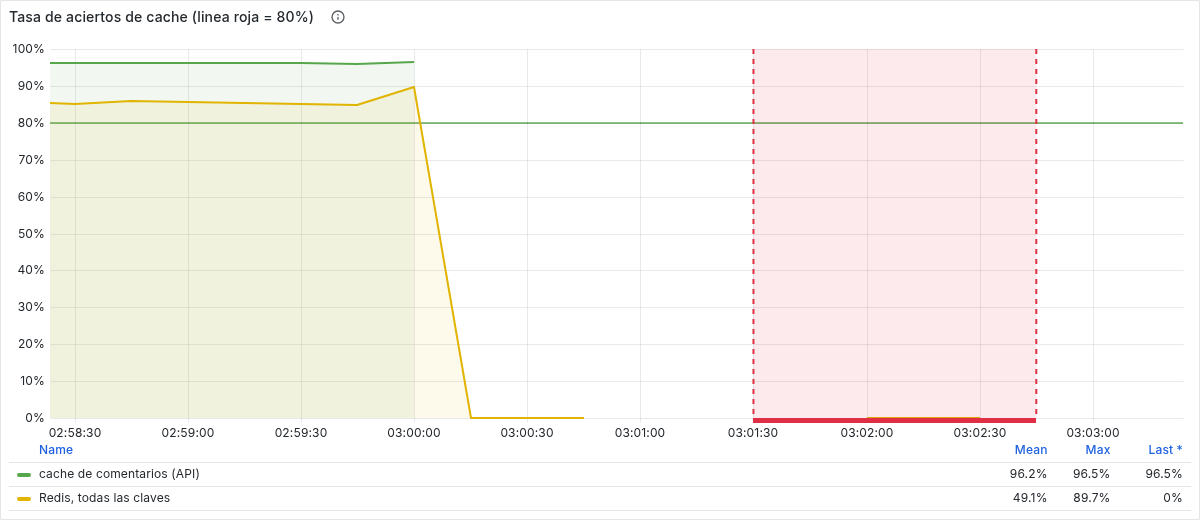 Tasa de aciertos de cache (linea roja = 80%)
100%
90%
80%
70%
60%
50%
40%
30%
20%
10%
0%
02:58:30 02:59:00 02:59:30 03:00:00 03:00:30 03:01:00 03:01:30 03:02:00 03:02:30 03:03:00
Name Mean Max Last *
cache de comentarios (API) 96.2% 96.5% 96.5%
Redis, todas las claves 49.1% 89.7% 0%